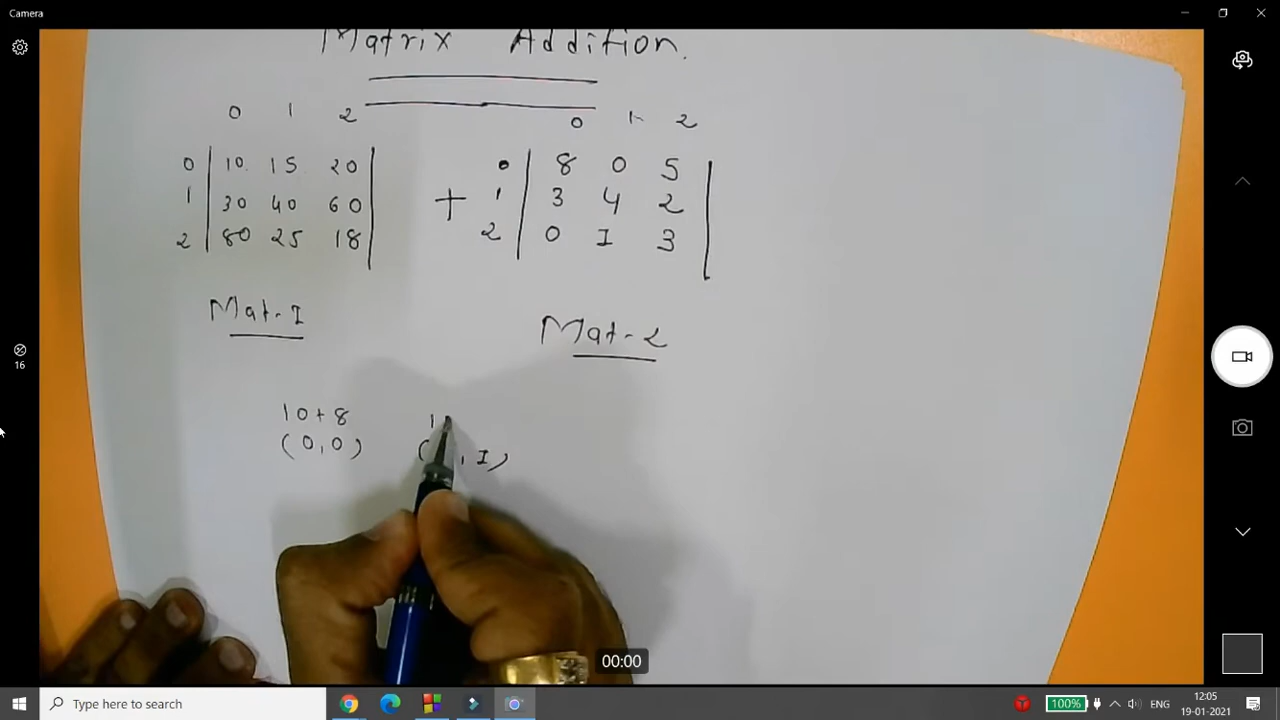 Camera
Matrix Addition.
0 1 2
0 1 2
0 10 15 20
1 30 40 60
2 80 25 18
+
0 8 0 5
1 3 4 2
2 0 1 3
Mat-1
Mat-2
10+8
(0,0)
, 1)
16
00:00
Type here to search
100%
ENG
12:05
19-01-2021